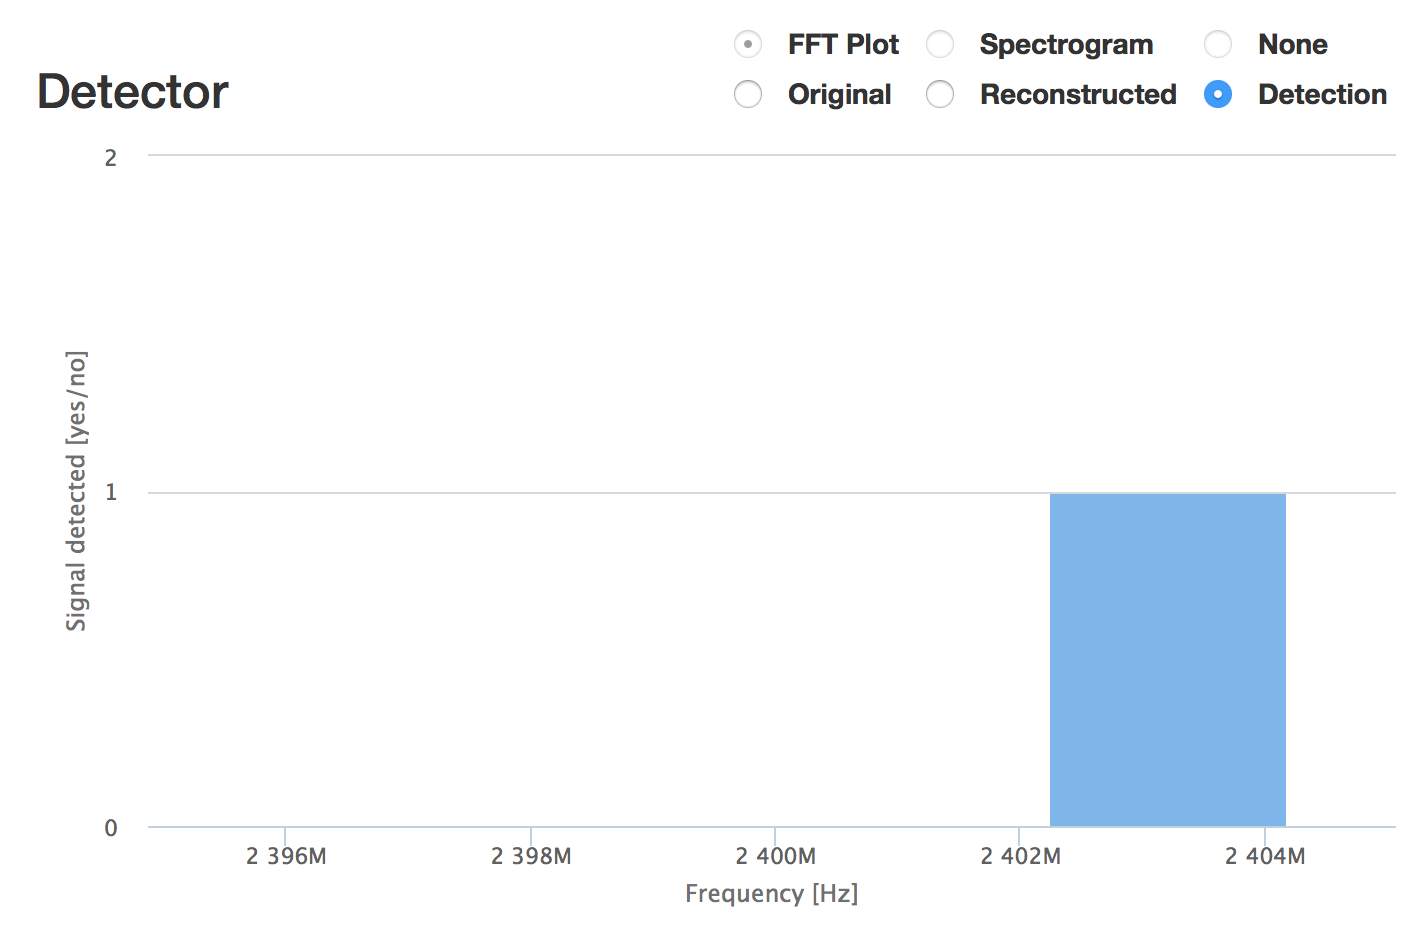 FFT Plot Spectrogram None
Detector
Original Reconstructed Detection
2
1
0
Signal detected [yes/no]
2 396M 2 398M 2 400M 2 402M 2 404M
Frequency [Hz]